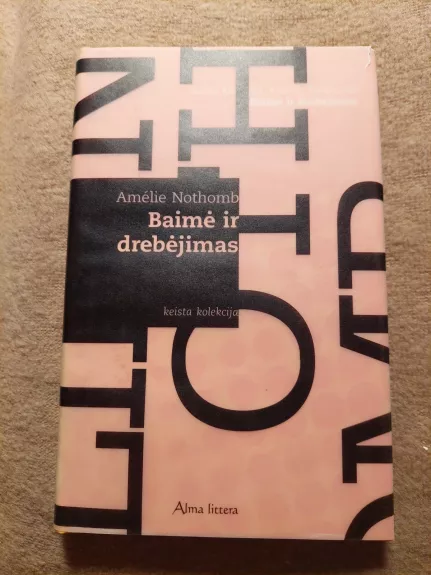 Amélie Nothomb
Baimė ir
drebėjimas
keista kolekcija
Alma littera